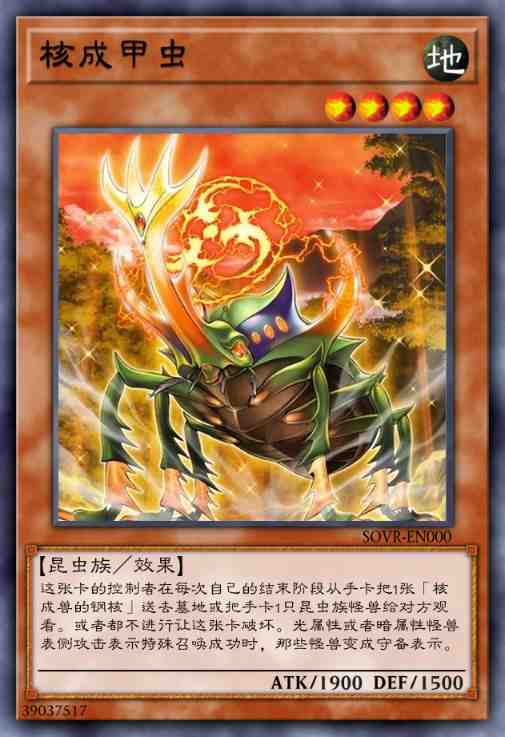 核成甲虫
地
SOVR-EN000
【昆虫族／效果】
这张卡的控制者在每次自己的结束阶段从手卡把1张「核
成兽的钢核」送去墓地或把手卡1只昆虫族怪兽给对方观
看。或者都不进行让这张卡破坏。光属性或者暗属性怪兽
表侧攻击表示特殊召唤成功时，那些怪兽变成守备表示。
ATK/1900 DEF/1500
39037517